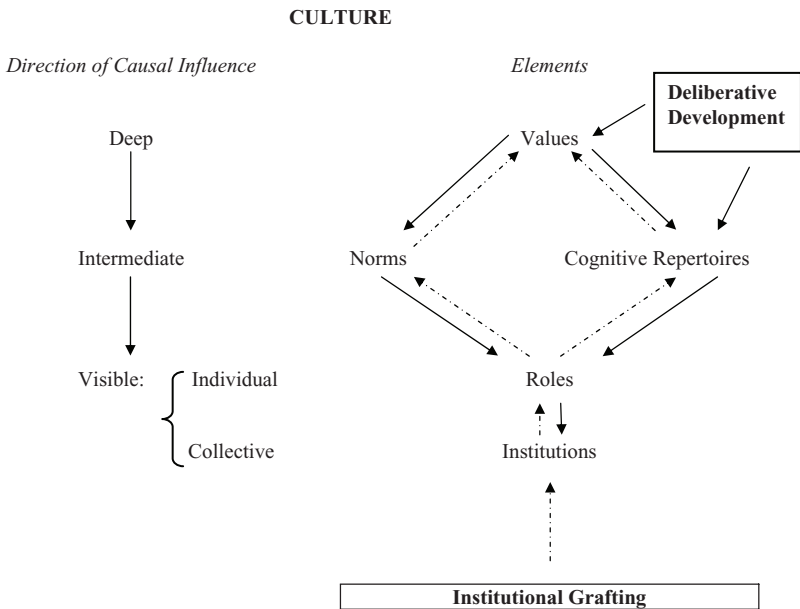 CULTURE
Direction of Causal Influence
Elements
Deliberative
Development
Deep
Values
Intermediate
Norms
Cognitive Repertoires
Visible:
Individual
Roles
Collective
Institutions
Institutional Grafting